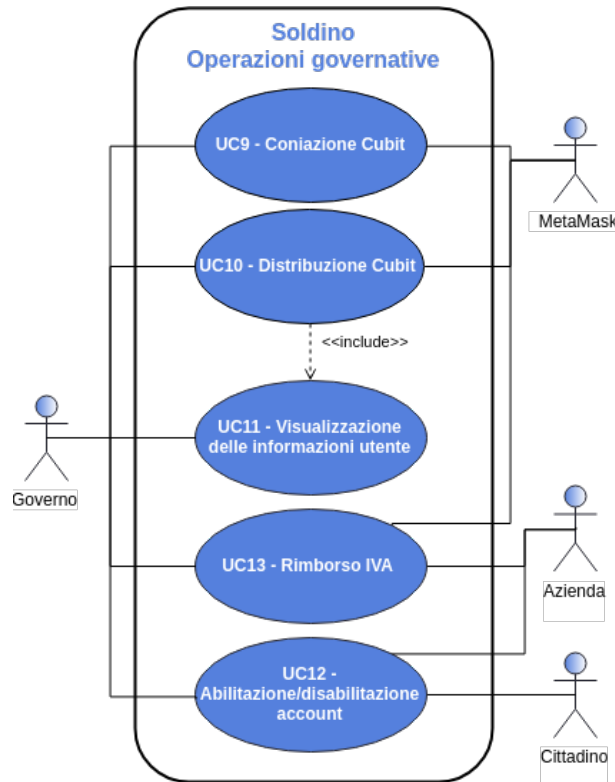 Soldino
Operazioni governative
UC9 - Coniazione Cubit
MetaMask
UC10 - Distribuzione Cubit
<<include>>
UC11 - Visualizzazione
delle informazioni utente
Governo
UC13 - Rimborso IVA
Azienda
UC12 -
Abilitazione/disabilitazione
account
Cittadino